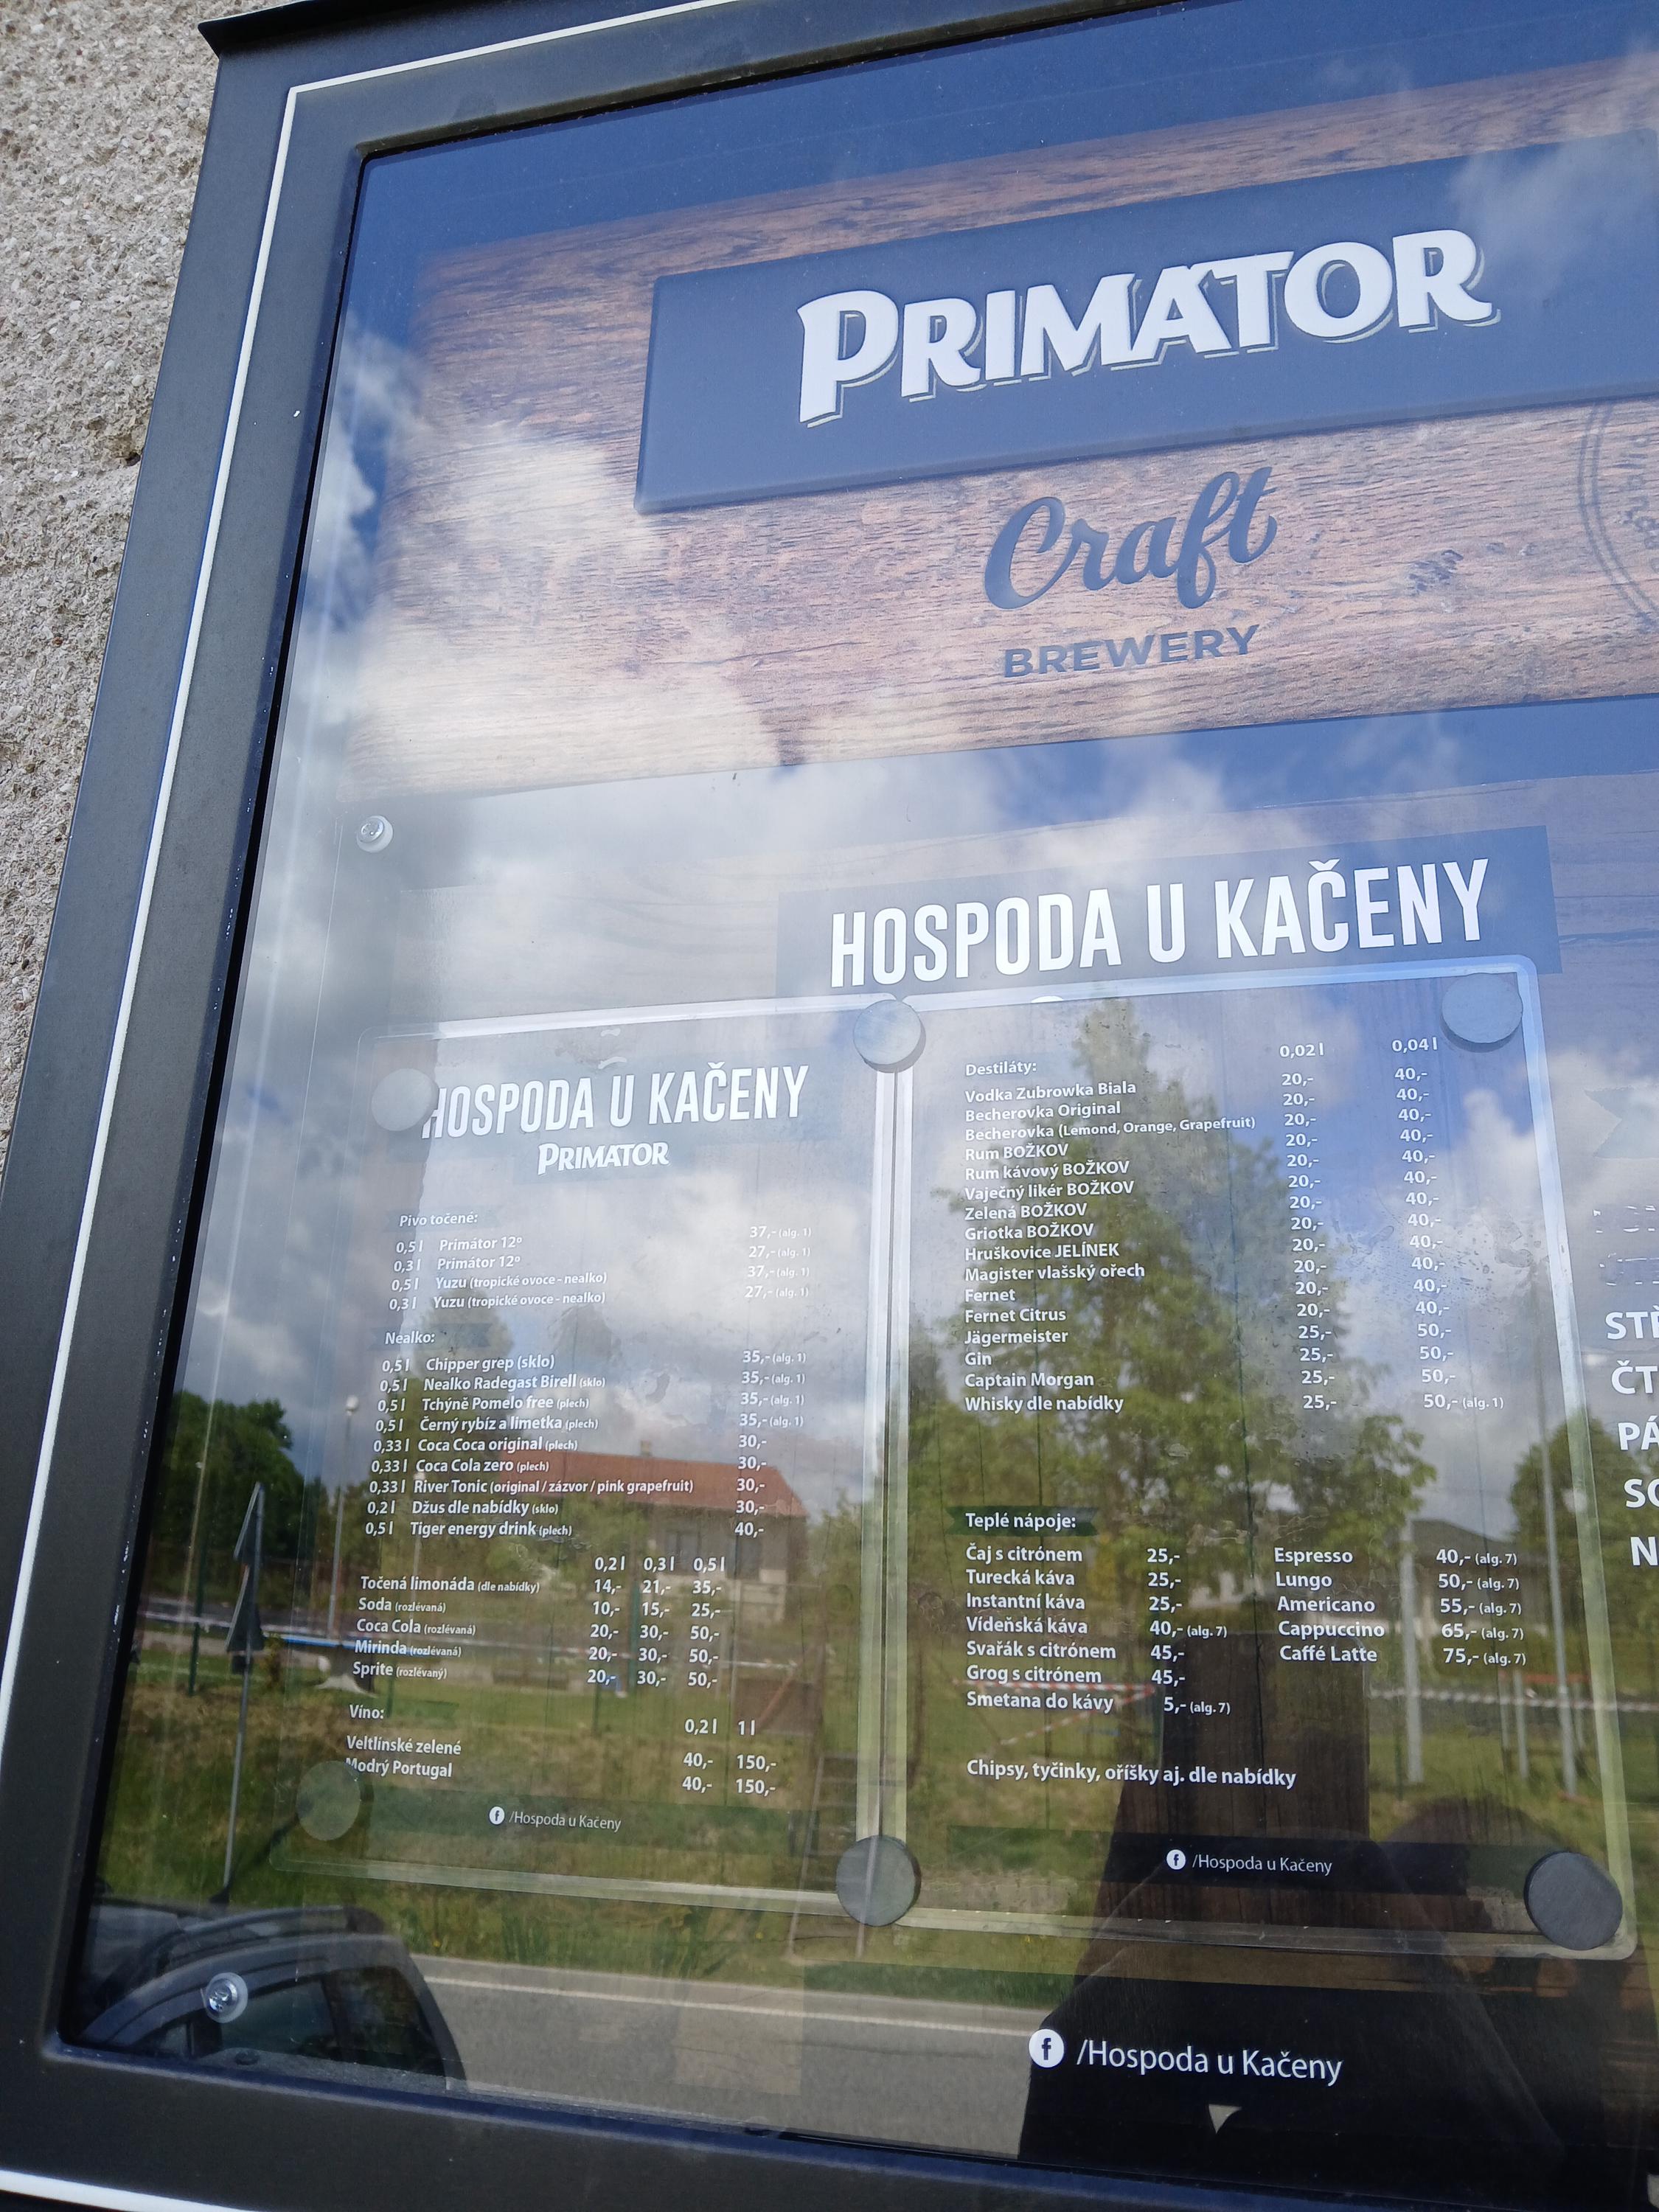 PRIMÁTOR
Craft
BREWERY
HOSPODA U KAČENY
HOSPODA U KAČENY
PRIMÁTOR
Pivo točené:
0,5 l Primátor 12º 37,- (alg. 1)
0,3 l Primátor 12º 27,- (alg. 1)
0,5 l Yuzu (tropické ovoce - nealko) 37,- (alg. 1)
0,3 l Yuzu (tropické ovoce - nealko) 27,- (alg. 1)
Nealko:
0,5 l Chipper grep (sklo) 35,- (alg. 1)
0,5 l Nealko Radegast Birell (sklo) 35,- (alg. 1)
0,5 l Tchýně Pomelo free (plech) 35,- (alg. 1)
0,5 l Černý rybíz a limetka (plech) 35,- (alg. 1)
0,33 l Coca Coca original (plech) 30,-
0,33 l Coca Cola zero (plech) 30,-
0,33 l River Tonic (original / zázvor / pink grapefruit) 30,-
0,2 l Džus dle nabídky (sklo) 30,-
0,5 l Tiger energy drink (plech) 40,-
0,2 l 0,3 l 0,5 l
Točená limonáda (dle nabídky) 14,- 21,- 35,-
Soda (rozlévaná) 10,- 15,- 25,-
Coca Cola (rozlévaná) 20,- 30,- 50,-
Mirinda (rozlévaná) 20,- 30,- 50,-
Sprite (rozlévaný) 20,- 30,- 50,-
Víno:
0,2 l 1 l
Veltlínské zelené 40,- 150,-
Modrý Portugal 40,- 150,-
/Hospoda u Kačeny
Destiláty: 0,02 l 0,04 l
Vodka Zubrowka Biala 20,- 40,-
Becherovka Original 20,- 40,-
Becherovka (Lemond, Orange, Grapefruit) 20,- 40,-
Rum BOŽKOV 20,- 40,-
Rum kávový BOŽKOV 20,- 40,-
Vaječný likér BOŽKOV 20,- 40,-
Zelená BOŽKOV 20,- 40,-
Griotka BOŽKOV 20,- 40,-
Hruškovice JELÍNEK 20,- 40,-
Magister vlašský ořech 20,- 40,-
Fernet 20,- 40,-
Fernet Citrus 20,- 40,-
Jägermeister 25,- 50,-
Gin 25,- 50,-
Captain Morgan 25,- 50,-
Whisky dle nabídky 25,- 50,- (alg. 1)
Teplé nápoje:
Čaj s citrónem 25,-
Turecká káva 25,-
Instantní káva 25,-
Vídeňská káva 40,- (alg. 7)
Svařák s citrónem 45,-
Grog s citrónem 45,-
Smetana do kávy 5,- (alg. 7)
Espresso 40,- (alg. 7)
Lungo 50,- (alg. 7)
Americano 55,- (alg. 7)
Cappuccino 65,- (alg. 7)
Caffé Latte 75,- (alg. 7)
Chipsy, tyčinky, oříšky aj. dle nabídky
/Hospoda u Kačeny
STŘ
ČT
PÁ
SO
N
/Hospoda u Kačeny